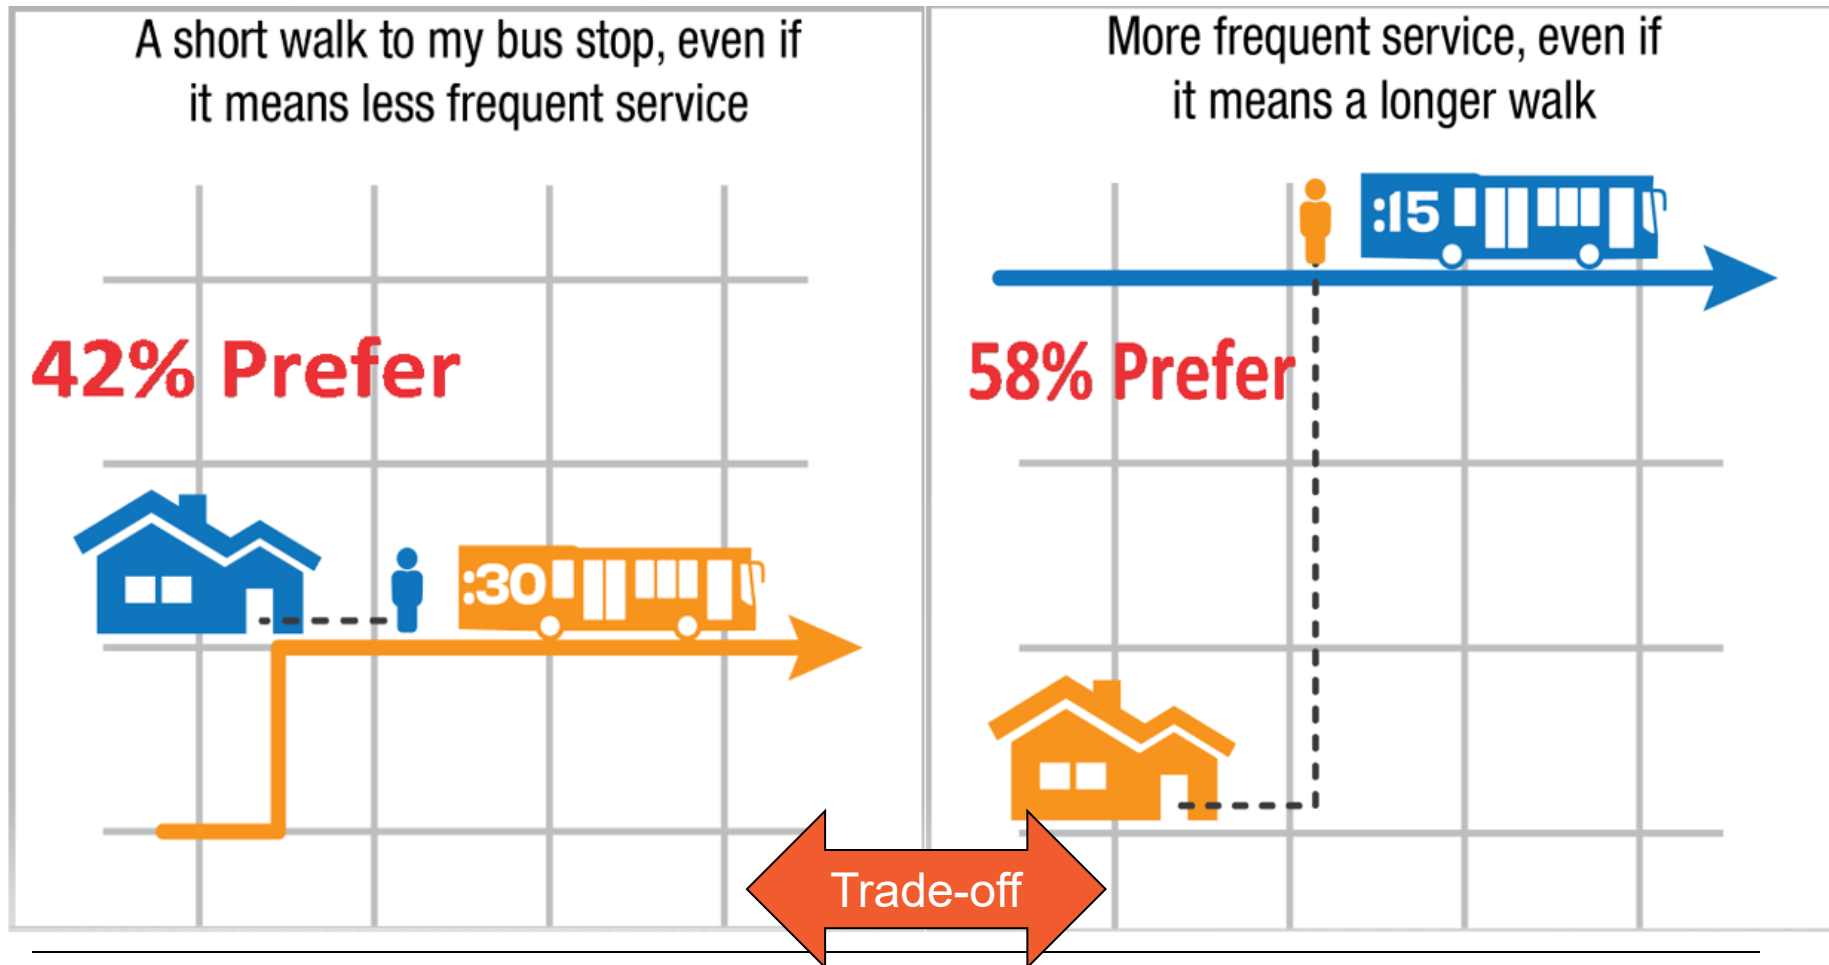 A short walk to my bus stop, even if
it means less frequent service
42% Prefer
:30
More frequent service, even if
it means a longer walk
:15
58% Prefer
Trade-off